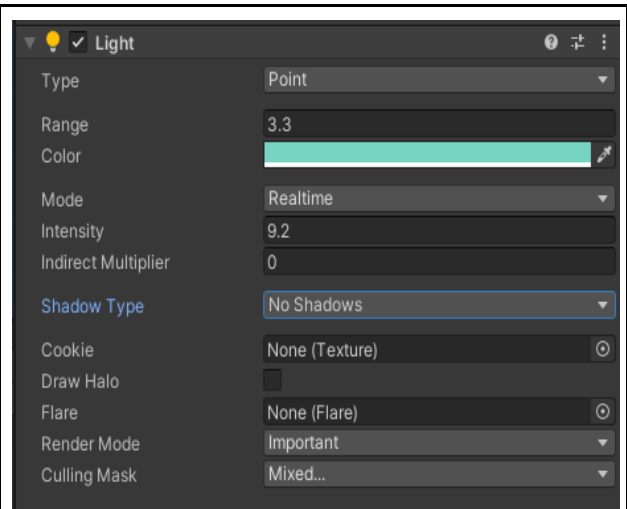 Light
Type Point
Range 3.3
Color
Mode Realtime
Intensity 9.2
Indirect Multiplier 0
Shadow Type No Shadows
Cookie None (Texture)
Draw Halo
Flare None (Flare)
Render Mode Important
Culling Mask Mixed...